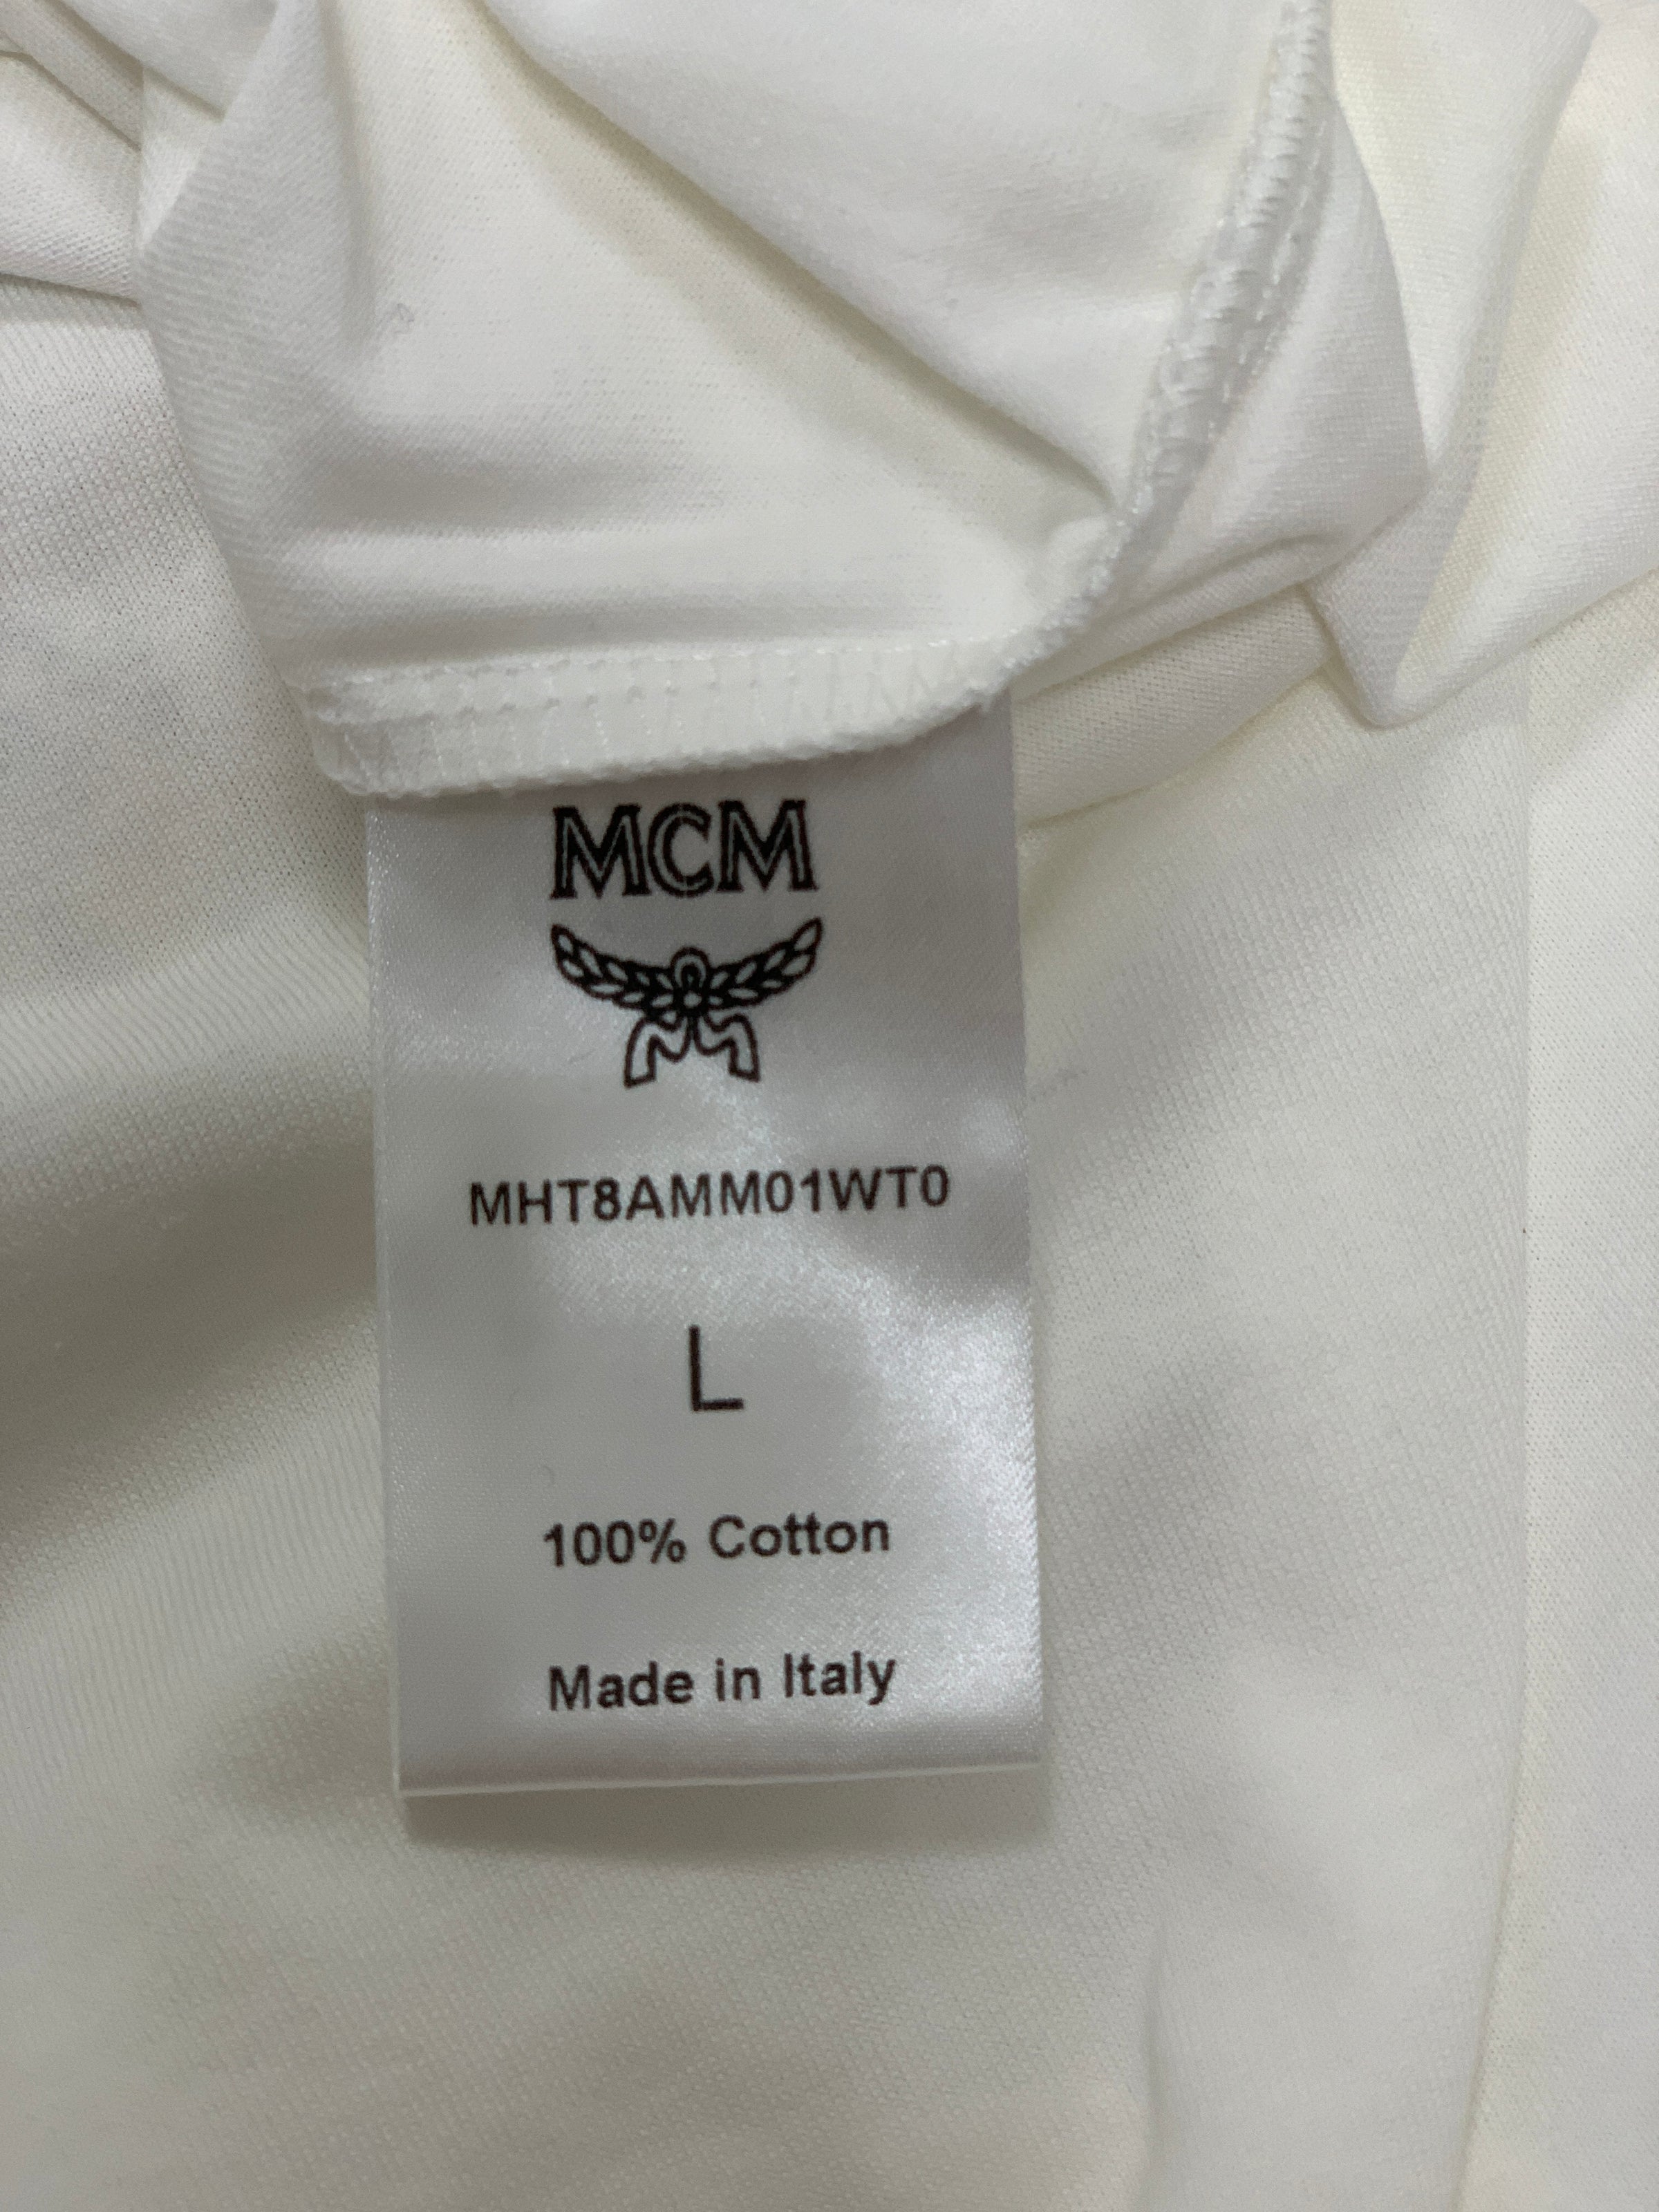 MCM
MHT8AMM01WT0
L
100% Cotton
Made in Italy